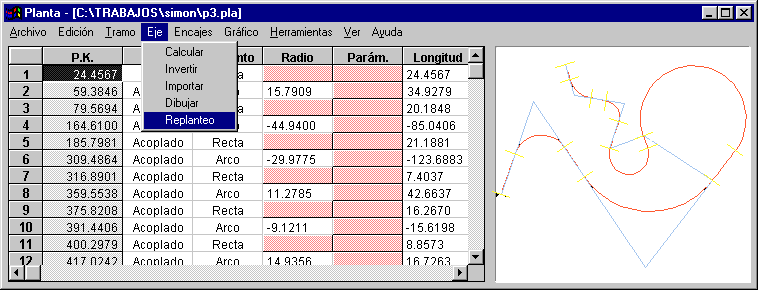 Planta - [C:\TRABAJOS\simon\p3.pla]
Archivo Edición Tramo Eje Encajes Gráfico Herramientas Ver Ayuda
Calcular
Invertir
Importar
Dibujar
Replanteo
P.K. Radio Parám. Longitud
1 24.4567 24.4567
2 59.3846 15.7909 34.9279
3 79.5694 20.1848
4 164.6100 -44.9400 -85.0406
5 185.7981 Acoplado Recta 21.1881
6 309.4864 Acoplado Arco -29.9775 -123.6883
7 316.8901 Acoplado Recta 7.4037
8 359.5538 Acoplado Arco 11.2785 42.6637
9 375.8208 Acoplado Recta 16.2670
10 391.4406 Acoplado Arco -9.1211 -15.6198
11 400.2979 Acoplado Recta 8.8573
12 417.0242 Acoplado Arco 14.9356 16.7263